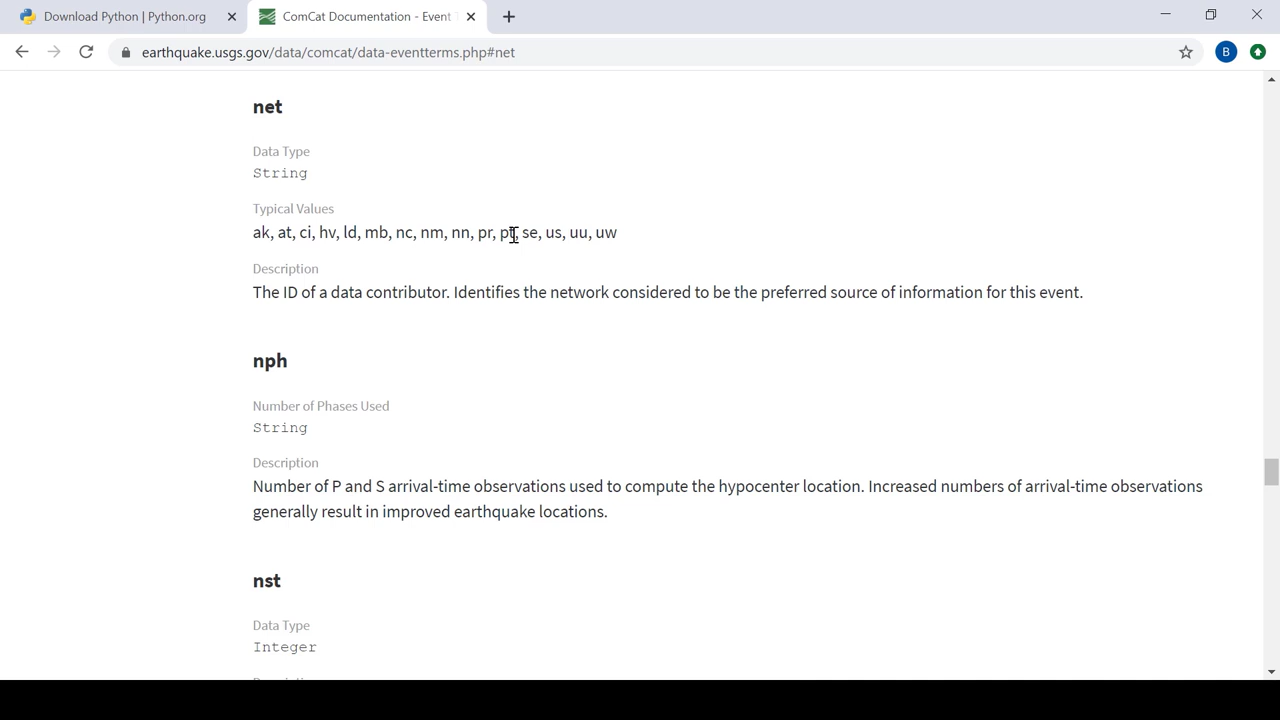 Download Python | Python.org
ComCat Documentation - Event
earthquake.usgs.gov/data/comcat/data-eventterms.php#net
B
net
Data Type
String
Typical Values
ak, at, ci, hv, ld, mb, nc, nm, nn, pr, pt, se, us, uu, uw
Description
The ID of a data contributor. Identifies the network considered to be the preferred source of information for this event.
nph
Number of Phases Used
String
Description
Number of P and S arrival-time observations used to compute the hypocenter location. Increased numbers of arrival-time observations
generally result in improved earthquake locations.
nst
Data Type
Integer